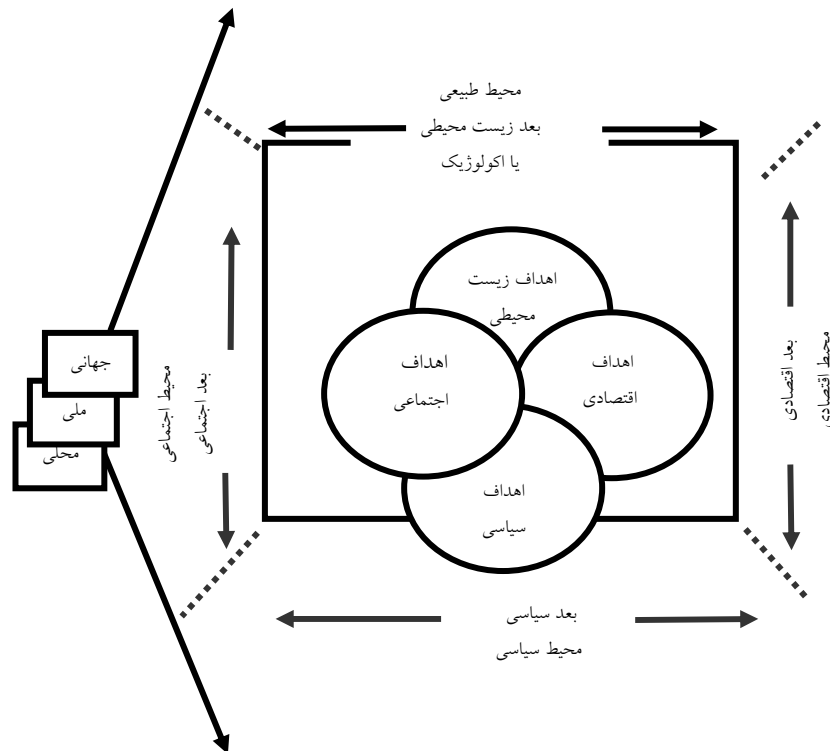 محیط طبیعی
بعد زیست محیطی
یا اکولوژیک
اهداف زیست
محیطی
اهداف
اقتصادی
اهداف
اجتماعی
اهداف
سیاسی
محیط اقتصادی
بعد اقتصادی
بعد اجتماعی
محیط اجتماعی
جهانی
ملی
محلی
بعد سیاسی
محیط سیاسی